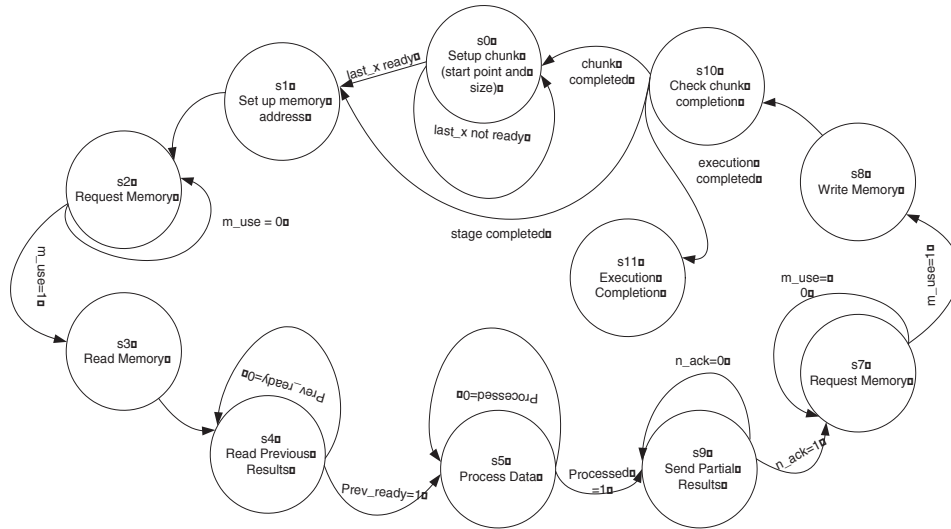 s0¤
Setup chunk¤
(start point and¤
size)¤
last_x ready¤
last_x not ready¤
chunk¤
completed¤
s10¤
Check chunk¤
completion¤
s1¤
Set up memory¤
address¤
execution¤
completed¤
s8¤
Write Memory¤
s2¤
Request Memory¤
m_use = 0¤
stage completed¤
s11¤
Execution¤
Completion¤
m_use=1¤
m_use=1¤
m_use=¤
0¤
s3¤
Read Memory¤
Prev_ready=0¤
Processed=0¤
n_ack=0¤
s7¤
Request Memory¤
s4¤
Read Previous¤
Results¤
s5¤
Process Data¤
s9¤
Send Partial¤
Results¤
Prev_ready=1¤
Processed¤
=1¤
n_ack=1¤